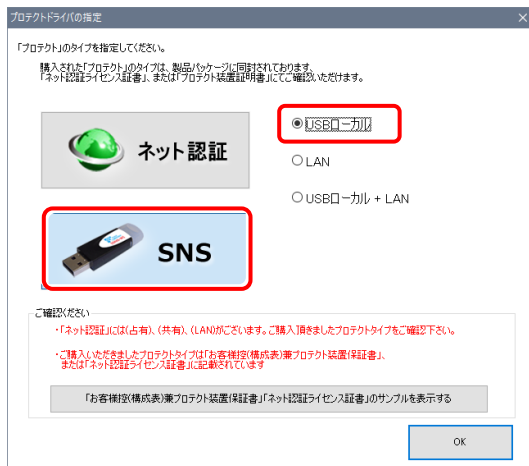 プロテクトドライバの指定
「プロテクト」のタイプを指定してください。
購入された「プロテクト」のタイプは、製品パッケージに同封されております、
「ネット認証ライセンス証書」、または「プロテクト装置証明書」にてご確認いただけます。
ネット認証
USBローカル
LAN
USBローカル + LAN
SNS
ご確認ください
・「ネット認証」には(占有)、(共有)、(LAN)がございます。ご購入頂きましたプロテクトタイプをご確認下さい。
・ご購入いただきましたプロテクトタイプは「お客様控(構成表)兼プロテクト装置保証書」、
または「ネット認証ライセンス証書」に記載されています
「お客様控(構成表)兼プロテクト装置保証書」「ネット認証ライセンス証書」のサンプルを表示する
OK